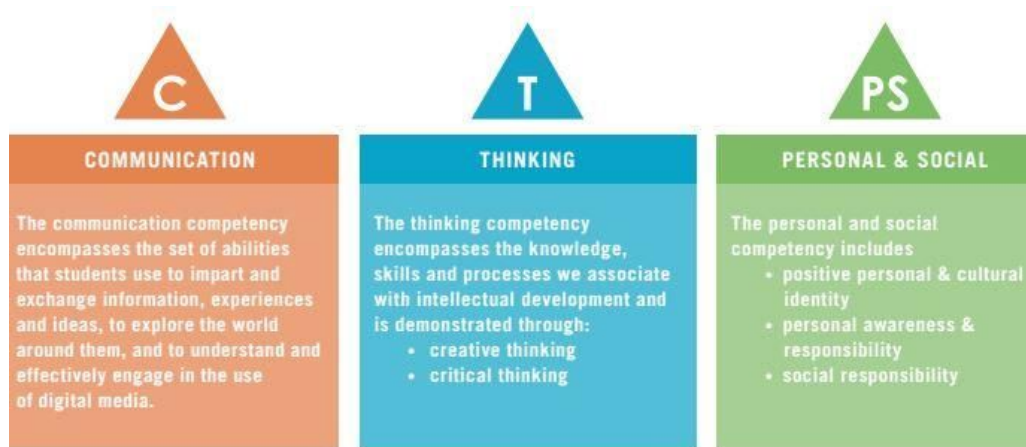 C
COMMUNICATION
The communication competency
encompasses the set of abilities
that students use to impart and
exchange information, experiences
and ideas, to explore the world
around them, and to understand and
effectively engage in the use
of digital media.
T
THINKING
The thinking competency
encompasses the knowledge,
skills and processes we associate
with intellectual development and
is demonstrated through:
• creative thinking
• critical thinking
PS
PERSONAL & SOCIAL
The personal and social
competency includes
• positive personal & cultural
identity
• personal awareness &
responsibility
• social responsibility